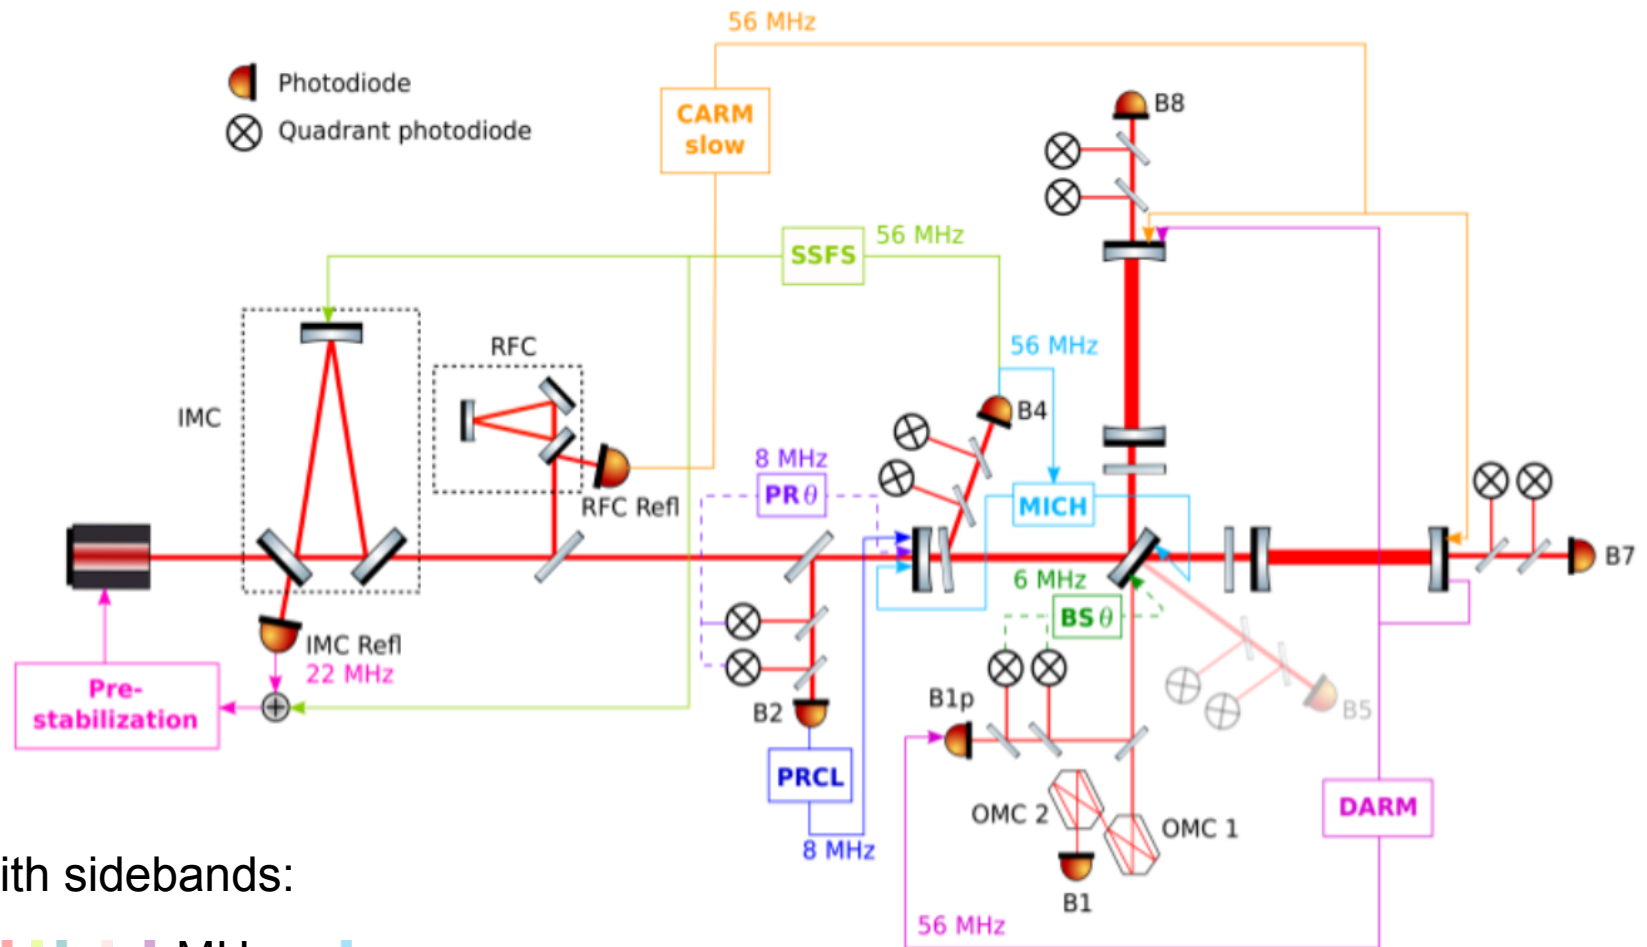 56 MHz
Photodiode
Quadrant photodiode
CARM
slow
B8
SSFS
56 MHz
RFC
56 MHz
IMC
B4
8 MHz
PR θ
RFC Refl
MICH
B7
6 MHz
BS θ
IMC Refl
22 MHz
Pre-
stabilization
B1p
B2
B5
PRCL
OMC 2
OMC 1
DARM
8 MHz
ith sidebands:
B1
56 MHz